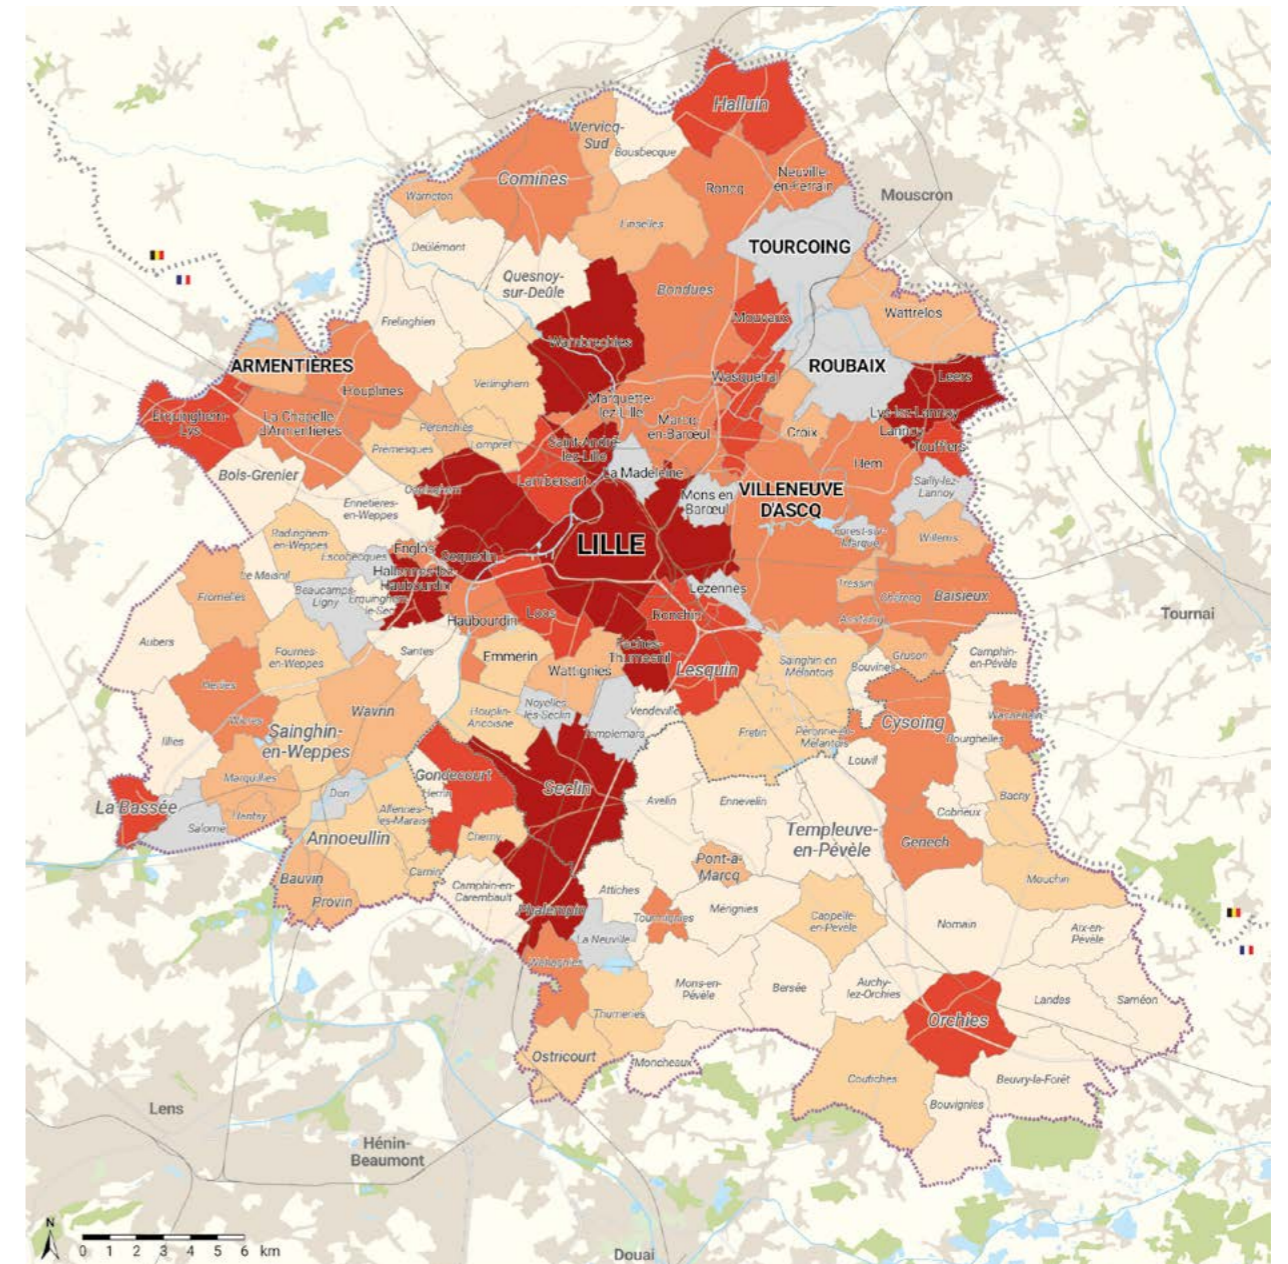 Halluin
Wervicq-
Sud
Bousbecque
Comines
Roncq
Neuville-
en-Ferrain
Mouscron
Warneton
Linselles
TOURCOING
Deûlémont
Quesnoy-
sur-Deûle
Bondues
Frelinghien
Mouvaux
Wattrelos
Wambrechies
ARMENTIÈRES
Houplines
Verlinghem
Wasquehal
ROUBAIX
Leers
Erquinghem-
Lys
La Chapelle
d'Armentières
Marquette-
lez-Lille
Marcq-
en-Barœul
Croix
Lys-lez-Lannoy
Lannoy
Toufflers
Pérenchies
Prémesques
Lompret
Saint-André-
lez-Lille
La Madeleine
Hem
Bois-Grenier
Capinghem
Lambersart
Mons en
Barœul
VILLENEUVE
D'ASCQ
Sailly-lez-
Lannoy
Ennetières-
en-Weppes
LILLE
Forest-sur-
Marque
Willems
Radinghem-
en-Weppes
Escobecques
Englos
Sequedin
Hallennes-lez-
Haubourdin
Le Maisnil
Beaucamps-
Ligny
Erquinghem-
le-Sec
Lezennes
Tressin
Chéreng
Baisieux
Tournai
Fromelles
Haubourdin
Loos
Ronchin
Anstaing
Aubers
Fournes-
en-Weppes
Santes
Emmerin
Wattignies
Faches-
Thumesnil
Lesquin
Sainghin-en
Mélantois
Bouvines
Gruson
Camphin-
en-Pévèle
Herlies
Wicres
Wavrin
Sainghin-
en-Weppes
Houplin-
Ancoisne
Noyelles
lès-Seclin
Templemars
Vendeville
Fretin
Péronne-en-
Mélantois
Cysoing
Wannehain
Bourghelles
Illies
Marquillies
Gondecourt
Herrin
Seclin
Louvil
La Bassée
Salomé
Hantay
Don
Allennes-
les-Marais
Annoeullin
Chemy
Avelin
Ennevelin
Templeuve-
en-Pévèle
Cobrieux
Bachy
Genech
Bauvin
Provin
Carnin
Camphin-en-
Carembault
Phalempin
Attiches
Pont-à-
Marcq
Mérignies
Cappelle-
en-Pévèle
Mouchin
Tourmignies
La Neuville
Nomain
Aix-en-
Pévèle
Wahagnies
Thumeries
Mons-en-
Pévèle
Bersée
Auchy-
lez-Orchies
Orchies
Landas
Saméon
Ostricourt
Moncheaux
Coutiches
Beuvry-la-Forêt
Bouvignies
Lens
Hénin-
Beaumont
Douai
N
0 1 2 3 4 5 6 km